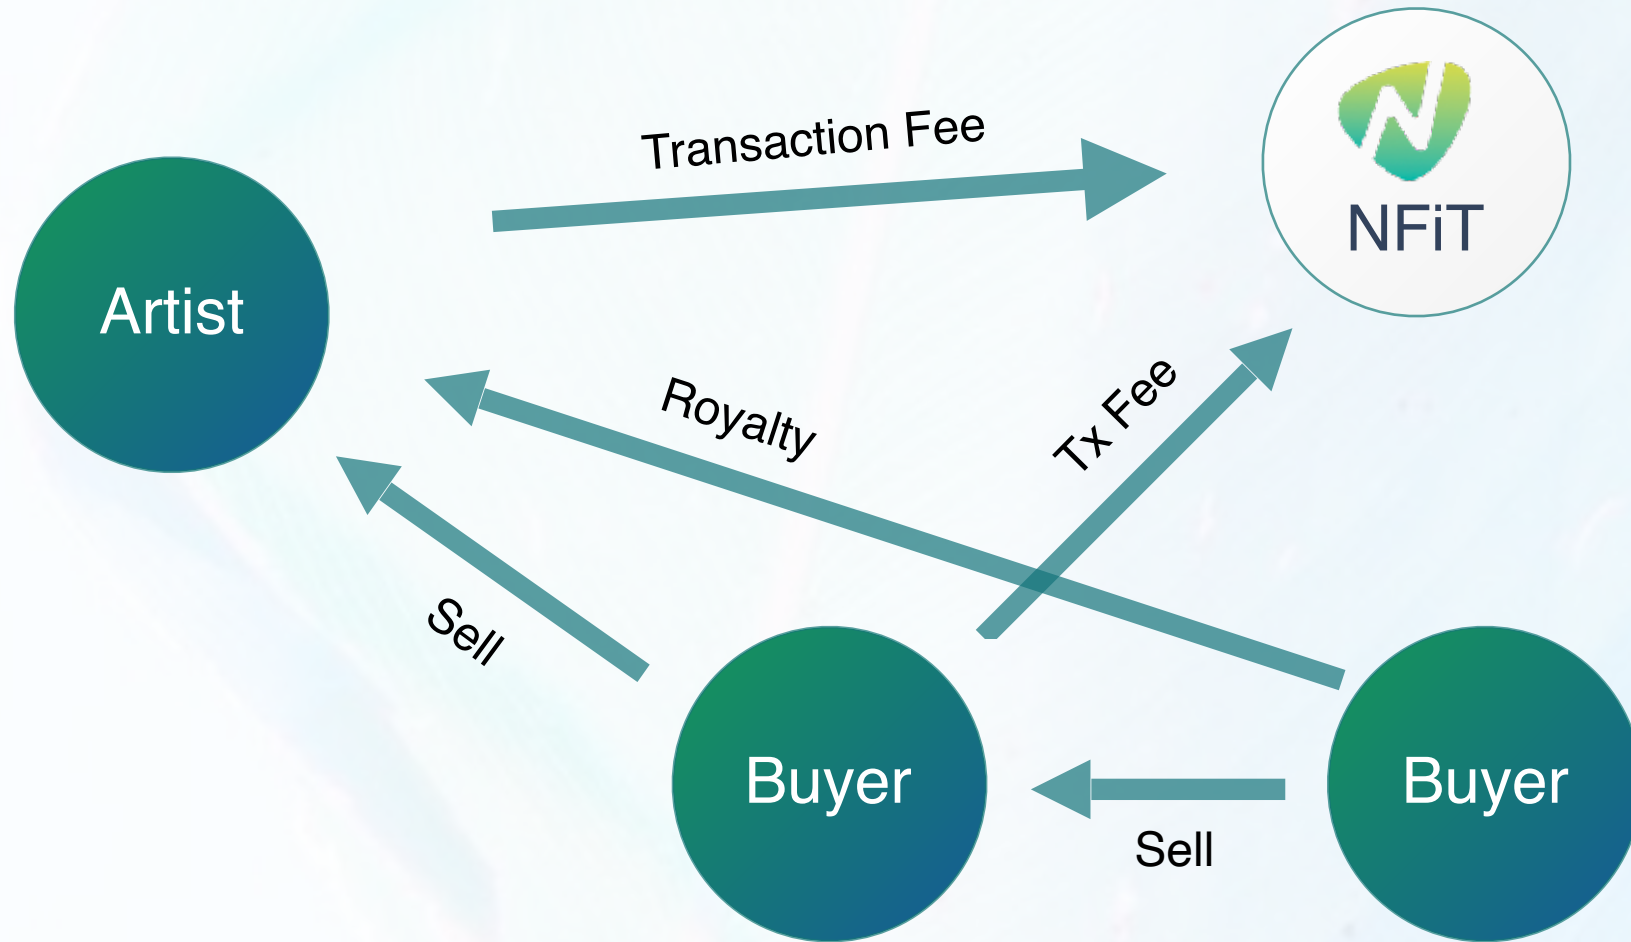 Transaction Fee
NFiT
Artist
Royalty
Tx Fee
Sell
Buyer
Buyer
Sell